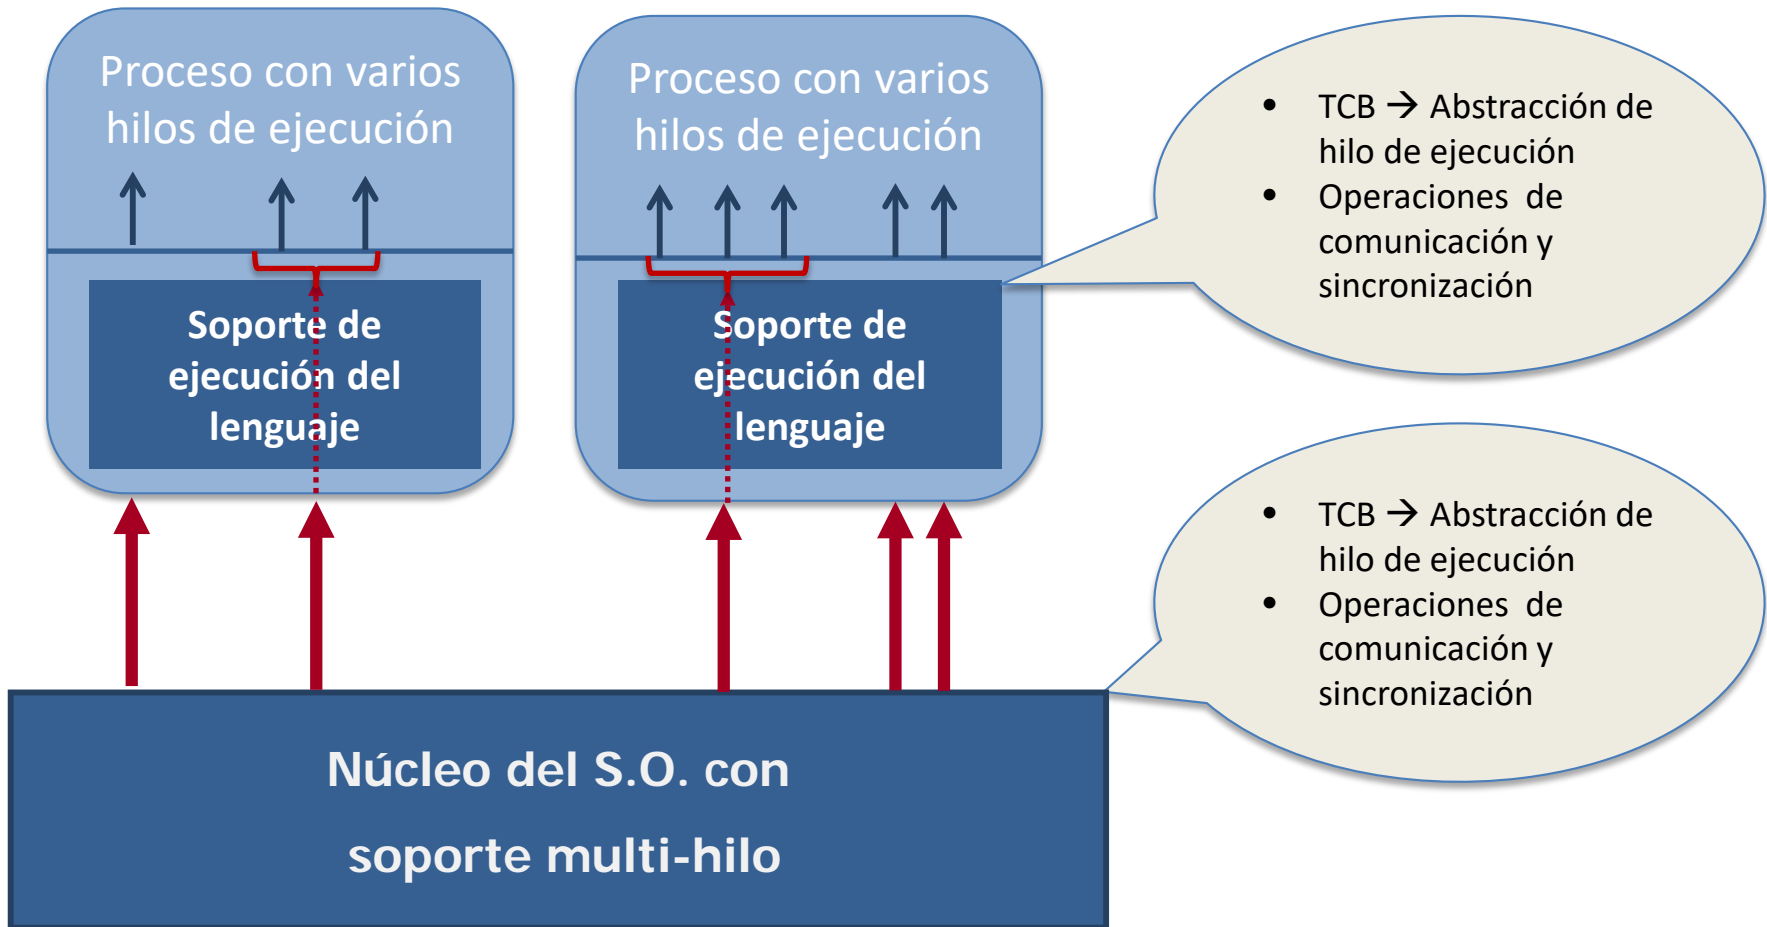 Proceso con varios
hilos de ejecución
Soporte de
ejecución del
lenguaje
Proceso con varios
hilos de ejecución
Soporte de
ejecución del
lenguaje
• TCB → Abstracción de
hilo de ejecución
• Operaciones de
comunicación y
sincronización
• TCB → Abstracción de
hilo de ejecución
• Operaciones de
comunicación y
sincronización
Núcleo del S.O. con
soporte multi-hilo